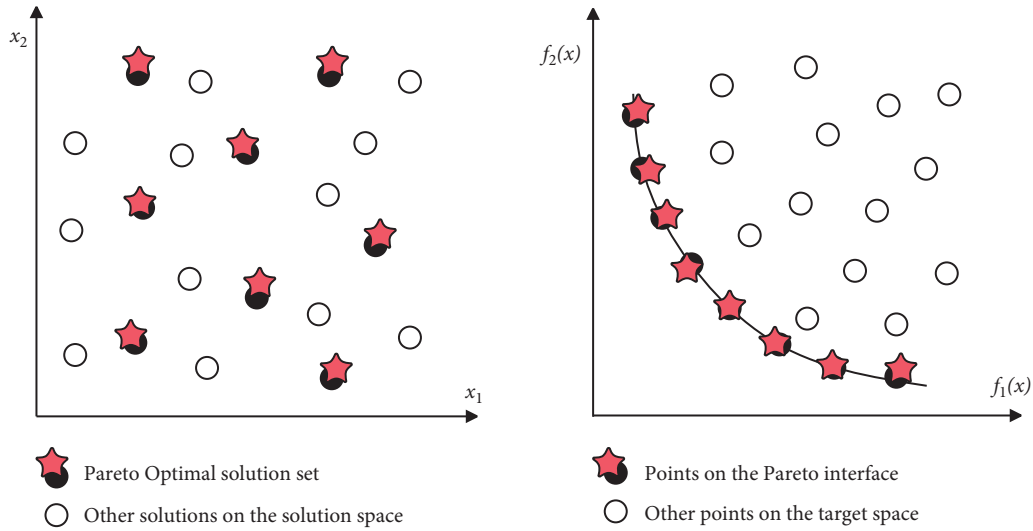 x2
x1
Pareto Optimal solution set
Other solutions on the solution space
f2(x)
f1(x)
Points on the Pareto interface
Other points on the target space